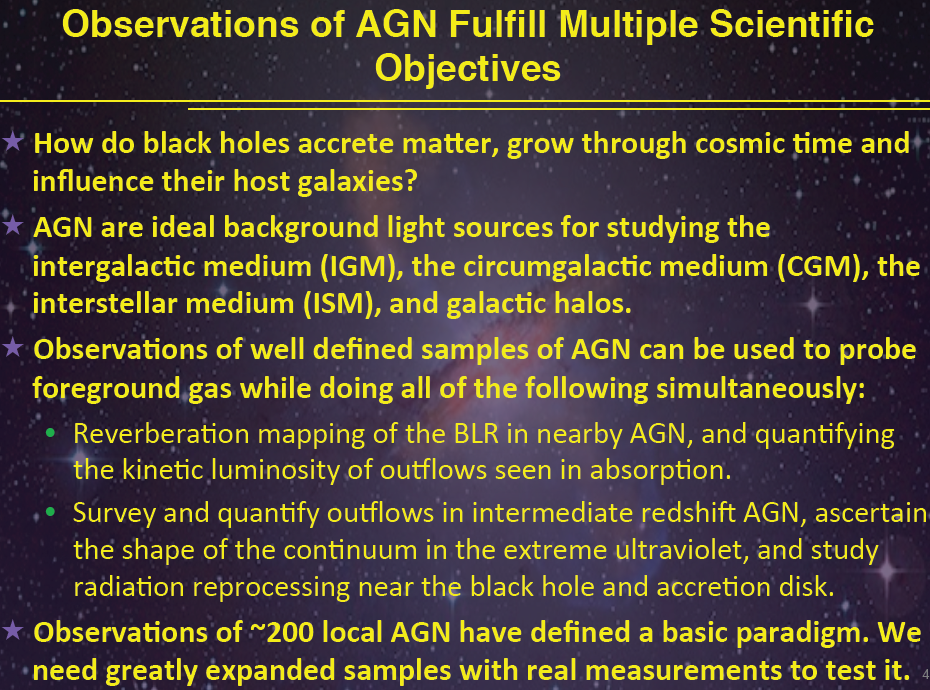 Observations of AGN Fulfill Multiple Scientific
Objectives
How do black holes accrete matter, grow through cosmic time and
influence their host galaxies?
AGN are ideal background light sources for studying the
intergalactic medium (IGM), the circumgalactic medium (CGM), the
interstellar medium (ISM), and galactic halos.
Observations of well defined samples of AGN can be used to probe
foreground gas while doing all of the following simultaneously:
• Reverberation mapping of the BLR in nearby AGN, and quantifying
the kinetic luminosity of outflows seen in absorption.
• Survey and quantify outflows in intermediate redshift AGN, ascertain
the shape of the continuum in the extreme ultraviolet, and study
radiation reprocessing near the black hole and accretion disk.
Observations of ~200 local AGN have defined a basic paradigm. We
need greatly expanded samples with real measurements to test it.
4